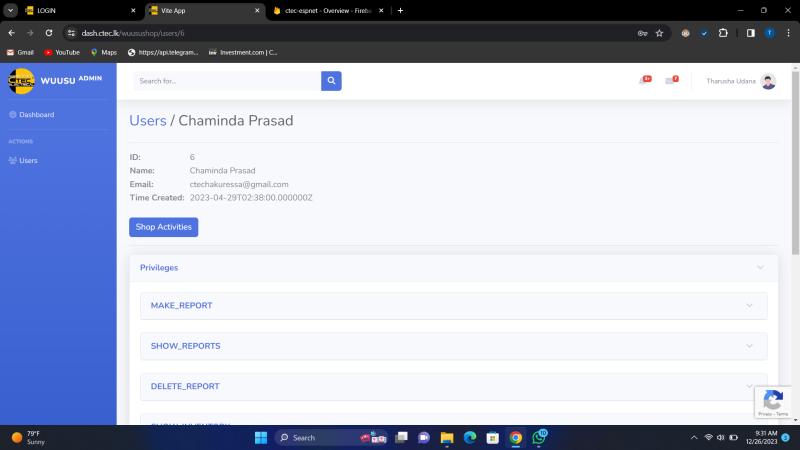 LOGIN
Vite App
ctec-espnet - Overview - Fireba
dash.ctec.lk/wuusushop/users/6
Gmail
YouTube
Maps
https://api.telegram...
Investment.com | C...
CTEC
WUUSU ADMIN
Search for...
3+
7
Tharusha Udana
Dashboard
ACTIONS
Users
Users / Chaminda Prasad
ID: 6
Name: Chaminda Prasad
Email: ctechakuressa@gmail.com
Time Created: 2023-04-29T02:38:00.000000Z
Shop Activities
Privileges
MAKE_REPORT
SHOW_REPORTS
DELETE_REPORT
SHOW_INVENTORY
Privacy - Terms
79°F
Sunny
Search
9:31 AM
12/26/2023